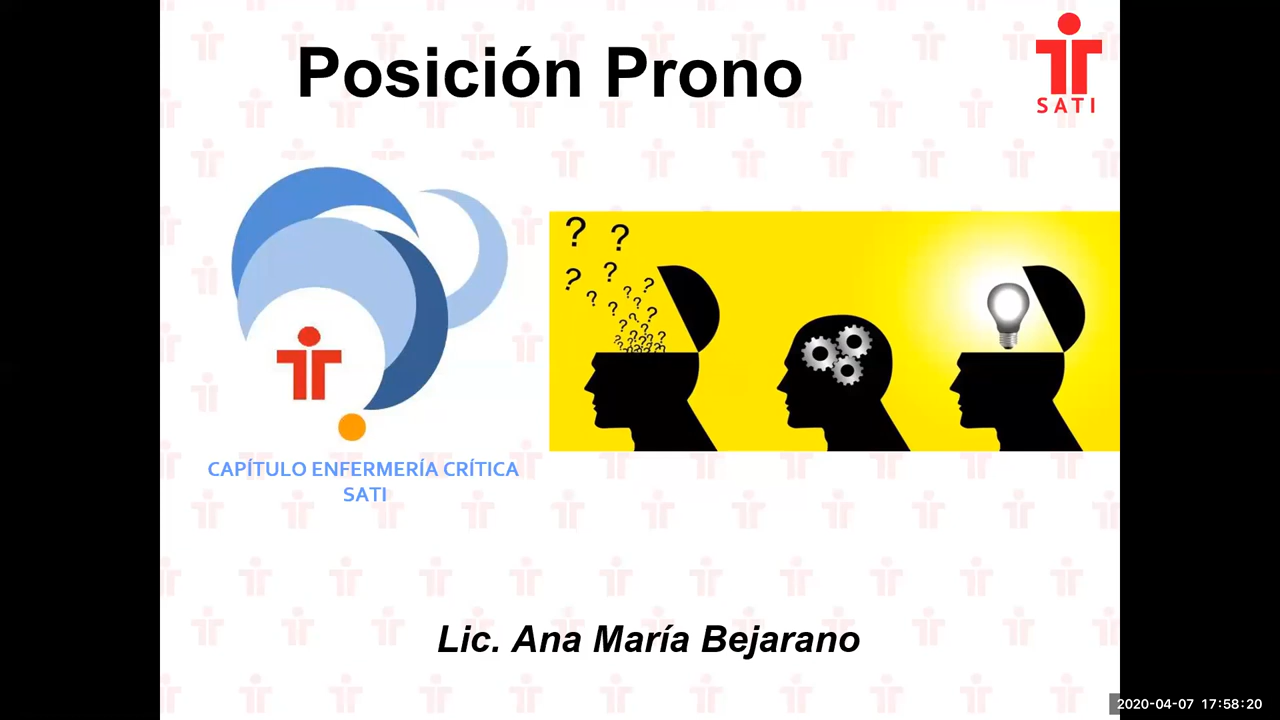 Posición Prono
SATI
CAPÍTULO ENFERMERÍA CRÍTICA
SATI
Lic. Ana María Bejarano
2020-04-07 17:58:20